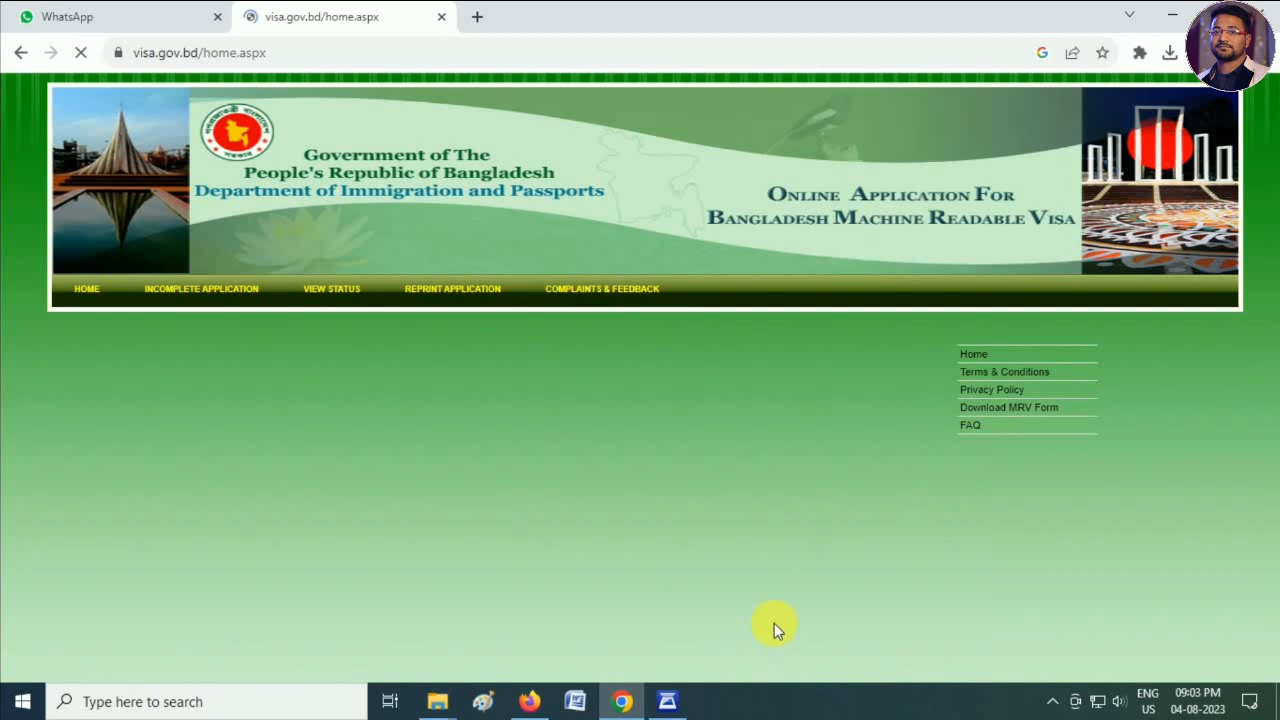 WhatsApp
visa.gov.bd/home.aspx
visa.gov.bd/home.aspx
Government of The
People's Republic of Bangladesh
Department of Immigration and Passports
Online Application For
Bangladesh Machine Readable Visa
HOME
INCOMPLETE APPLICATION
VIEW STATUS
REPRINT APPLICATION
COMPLAINTS & FEEDBACK
Home
Terms & Conditions
Privacy Policy
Download MRV Form
FAQ
Type here to search
ENG
US
09:03 PM
04-08-2023